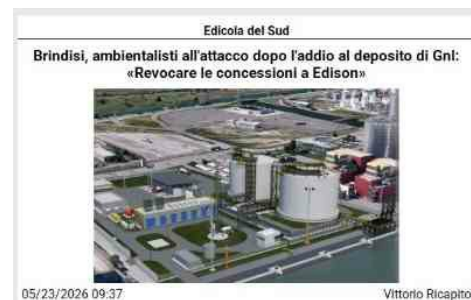 Edicola del Sud
Brindisi, ambientalisti all'attacco dopo l'addio al deposito di Gnl:
«Revocare le concessioni a Edison»
05/23/2026 09:37
Vittorio Ricapito